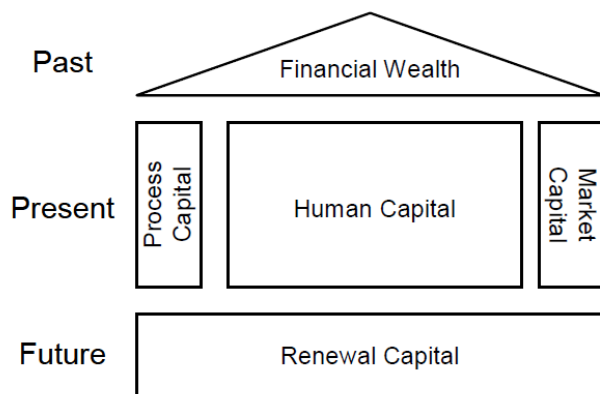 Past
Financial Wealth
Present
Process
Capital
Human Capital
Market
Capital
Future
Renewal Capital